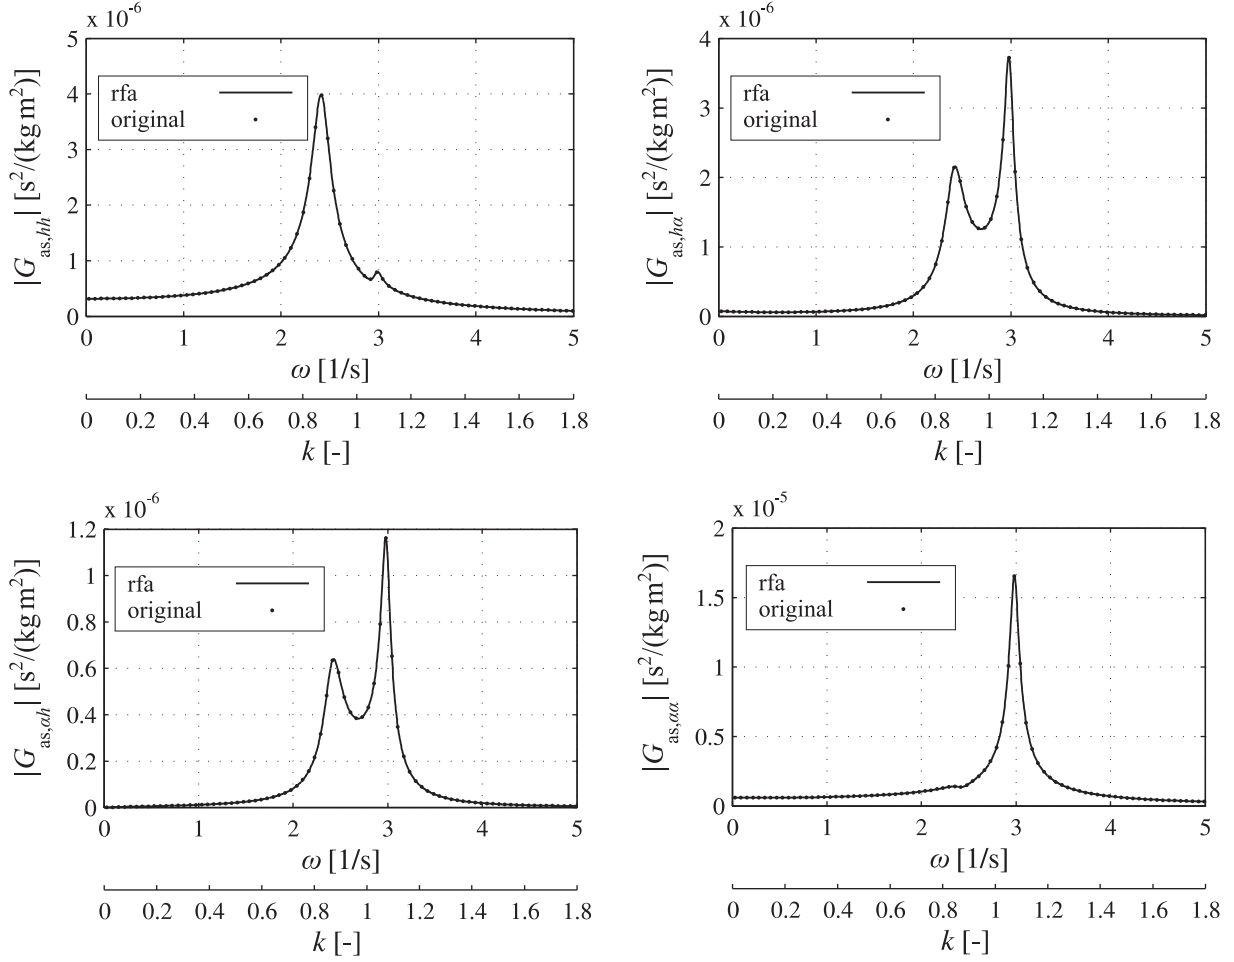 x 10⁻⁶
5
4
3
2
1
0
|G as,hh| [s²/(kg m²)]
rfa
original
0 1 2 3 4 5
ω [1/s]
0 0.2 0.4 0.6 0.8 1 1.2 1.4 1.6 1.8
k [-]
x 10⁻⁶
4
3
2
1
0
|G as,hα| [s²/(kg m²)]
rfa
original
0 1 2 3 4 5
ω [1/s]
0 0.2 0.4 0.6 0.8 1 1.2 1.4 1.6 1.8
k [-]
x 10⁻⁶
1.2
1
0.8
0.6
0.4
0.2
0
|G as,αh| [s²/(kg m²)]
rfa
original
0 1 2 3 4 5
ω [1/s]
0 0.2 0.4 0.6 0.8 1 1.2 1.4 1.6 1.8
k [-]
x 10⁻⁵
2
1.5
1
0.5
0
|G as,αα| [s²/(kg m²)]
rfa
original
0 1 2 3 4 5
ω [1/s]
0 0.2 0.4 0.6 0.8 1 1.2 1.4 1.6 1.8
k [-]